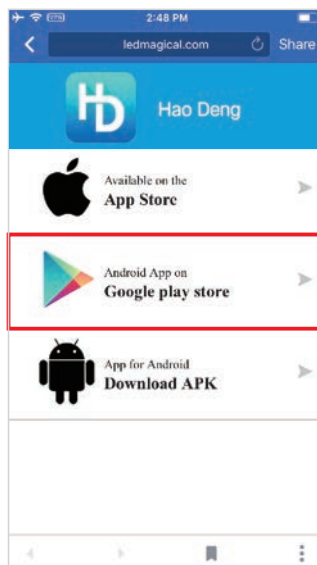 2:48 PM
ledmagical.com
Share
HD
Hao Deng
Available on the
App Store
Android App on
Google play store
App for Android
Download APK